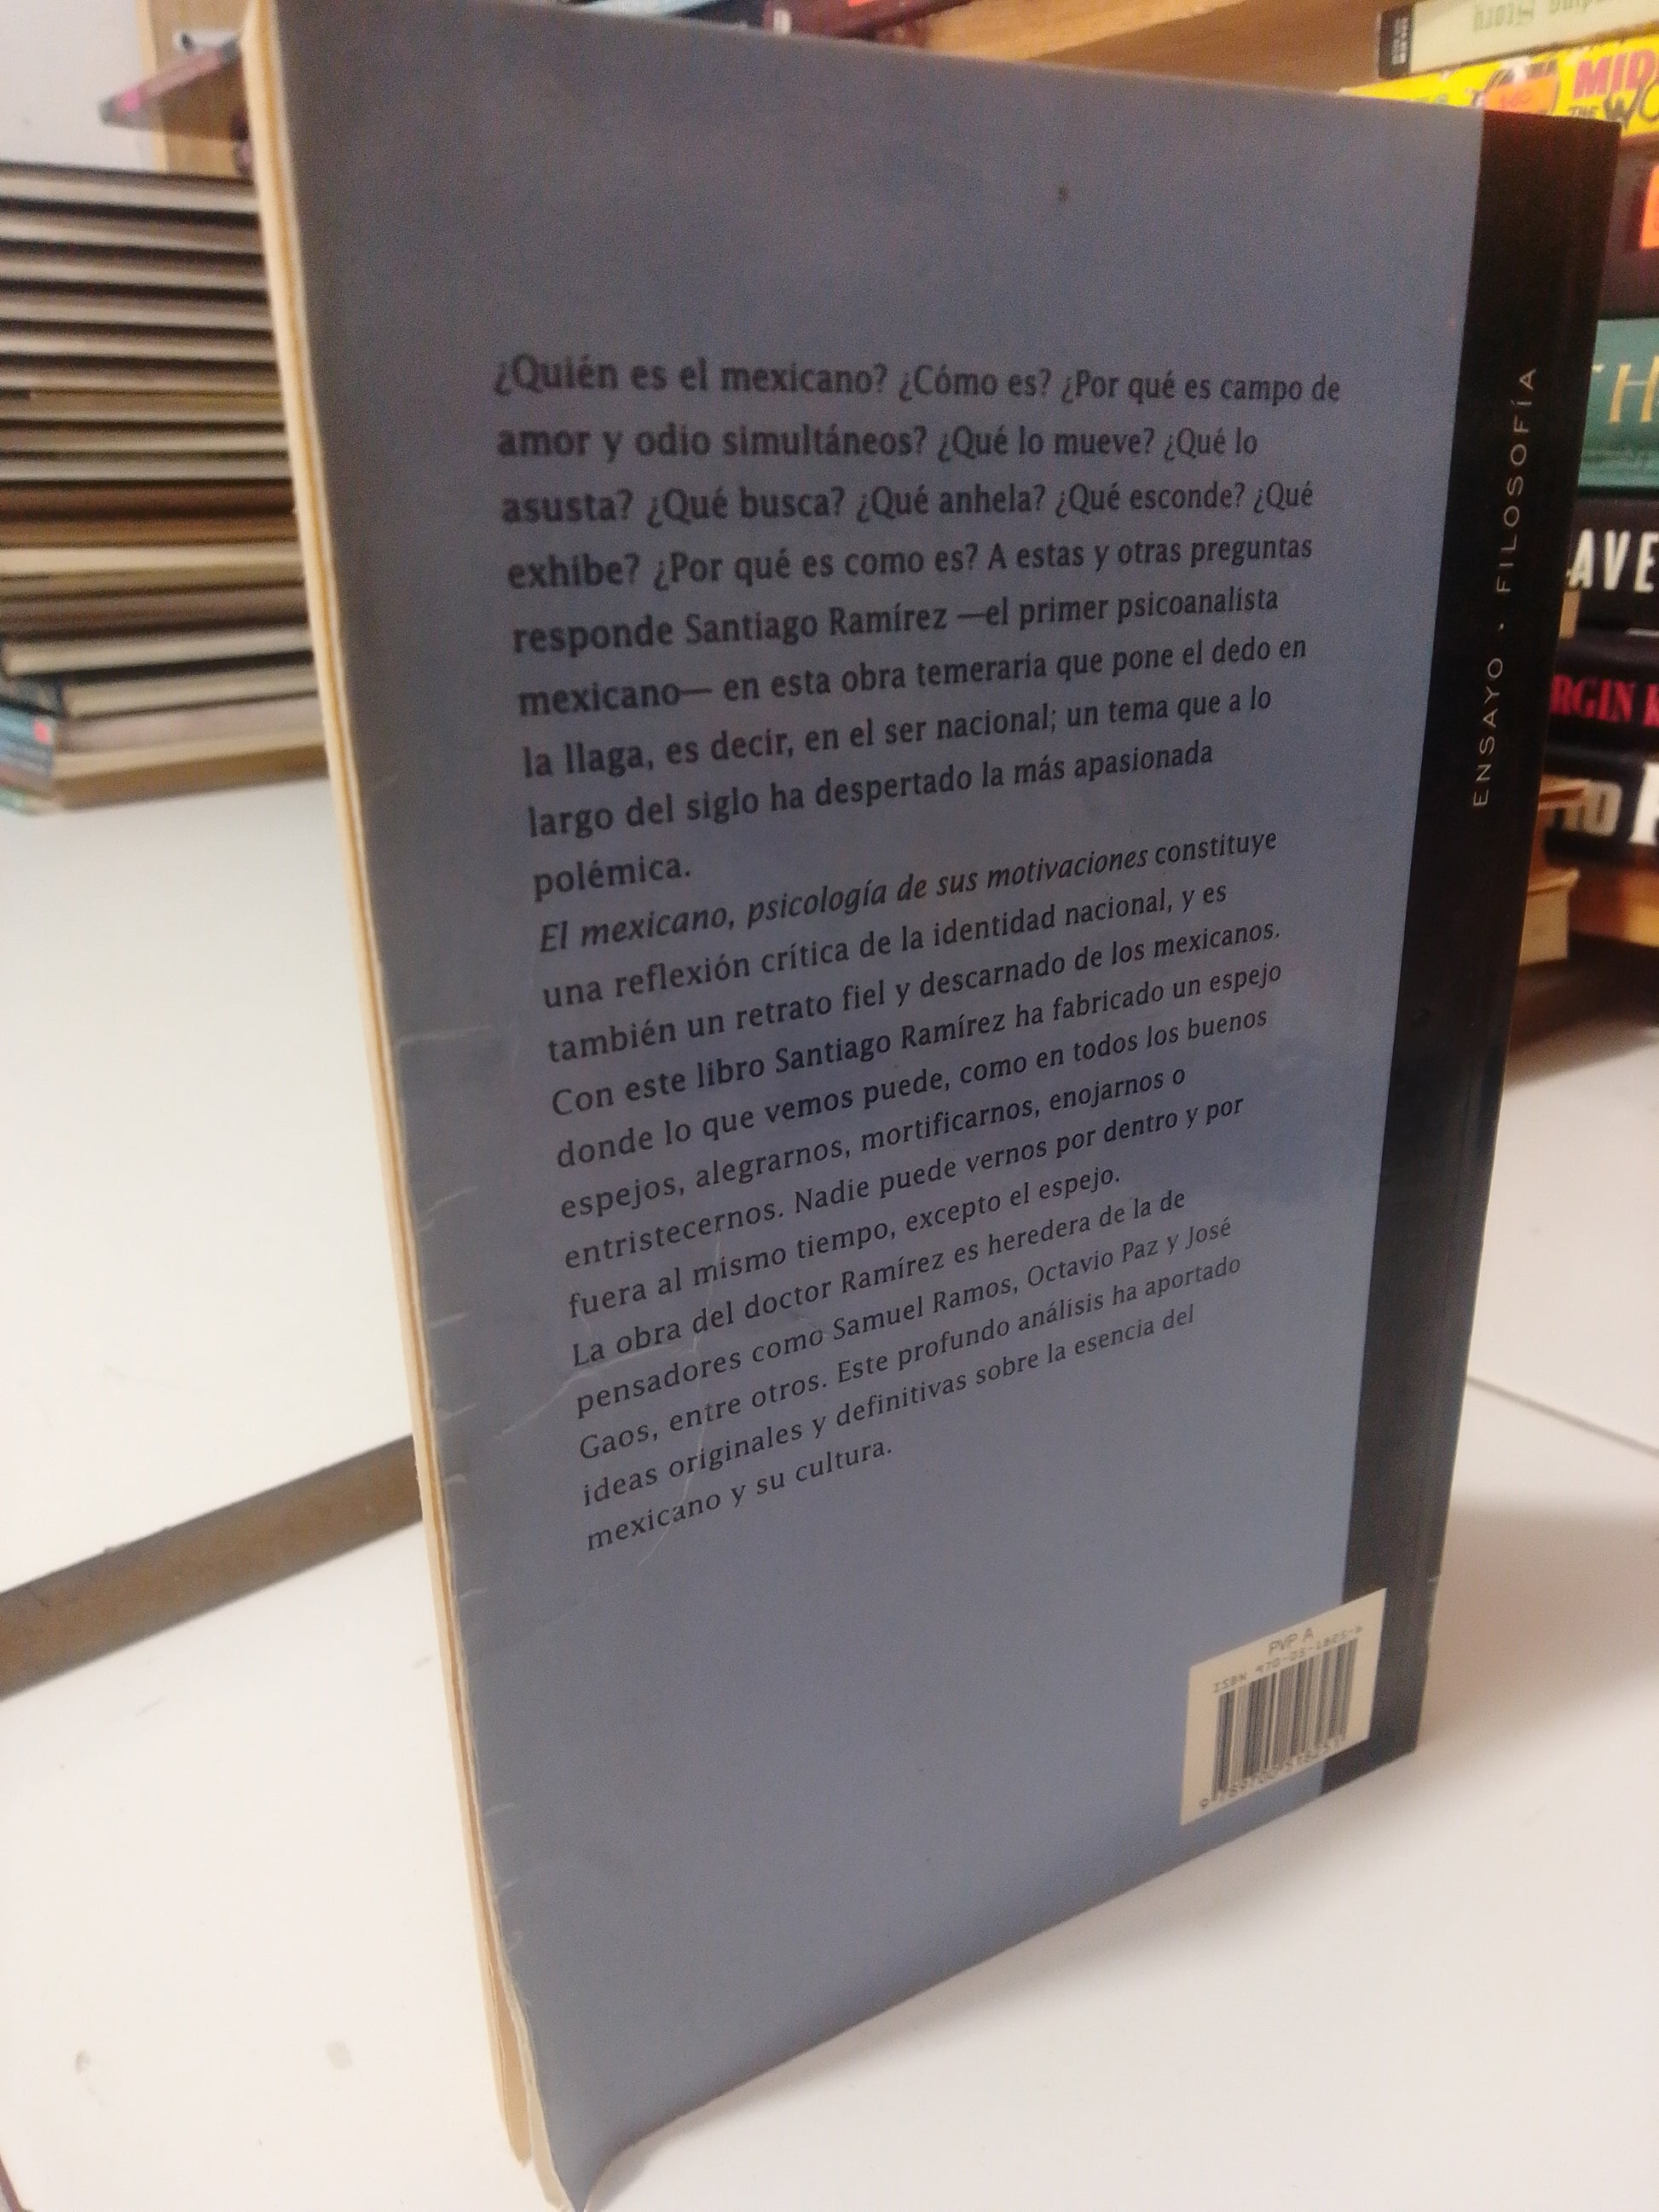 ¿Quién es el mexicano? ¿Cómo es? ¿Por qué es campo de
amor y odio simultáneos? ¿Qué lo mueve? ¿Qué lo
asusta? ¿Qué busca? ¿Qué anhela? ¿Qué esconde? ¿Qué
exhibe? ¿Por qué es como es? A estas y otras preguntas
responde Santiago Ramírez —el primer psicoanalista
mexicano— en esta obra temeraria que pone el dedo en
la llaga, es decir, en el ser nacional; un tema que a lo
largo del siglo ha despertado la más apasionada
polémica.
El mexicano, psicología de sus motivaciones constituye
una reflexión crítica de la identidad nacional, y es
también un retrato fiel y descarnado de los mexicanos.
Con este libro Santiago Ramírez ha fabricado un espejo
donde lo que vemos puede, como en todos los buenos
espejos, alegrarnos, mortificarnos, enojarnos o
entristecernos. Nadie puede vernos por dentro y por
fuera al mismo tiempo, excepto el espejo.
La obra del doctor Ramírez es heredera de la de
pensadores como Samuel Ramos, Octavio Paz y José
Gaos, entre otros. Este profundo análisis ha aportado
ideas originales y definitivas sobre la esencia del
mexicano y su cultura.
ENSAYO · FILOSOFÍA
PVP A
ISBN
MID
THE WO
AVE
RGIN K